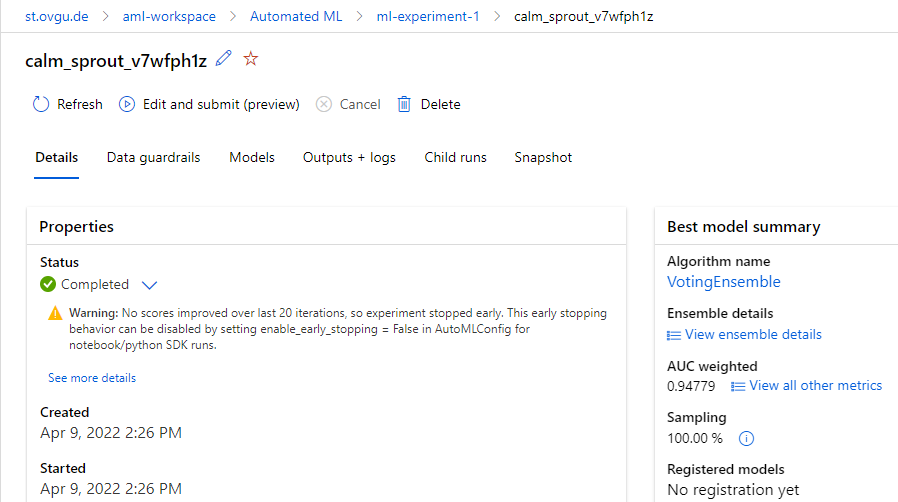 st.ovgu.de > aml-workspace > Automated ML > ml-experiment-1 > calm_sprout_v7wfph1z
calm_sprout_v7wfph1z
Refresh Edit and submit (preview) Cancel Delete
Details Data guardrails Models Outputs + logs Child runs Snapshot
Properties
Status
Completed
Warning: No scores improved over last 20 iterations, so experiment stopped early. This early stopping
behavior can be disabled by setting enable_early_stopping = False in AutoMLConfig for
notebook/python SDK runs.
See more details
Created
Apr 9, 2022 2:26 PM
Started
Apr 9, 2022 2:26 PM
Best model summary
Algorithm name
VotingEnsemble
Ensemble details
View ensemble details
AUC weighted
0.94779 View all other metrics
Sampling
100.00 %
Registered models
No registration yet